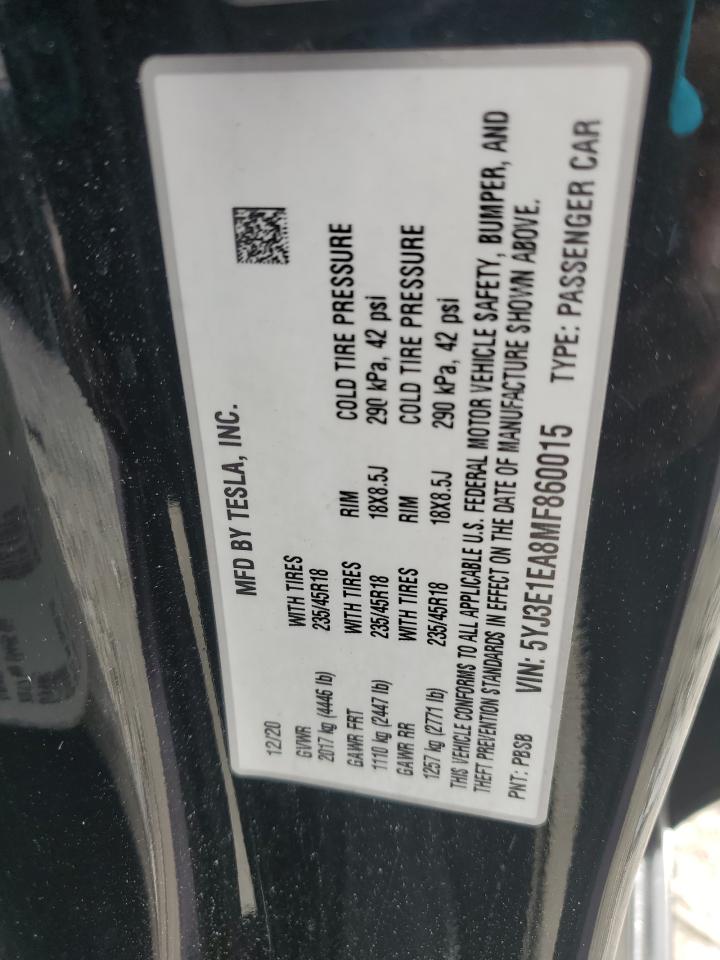 MFD BY TESLA, INC.
12/20
GVWR WITH TIRES RIM COLD TIRE PRESSURE
2017 kg (4446 lb) 235/45R18 18X8.5J 290 kPa, 42 psi
GAWR FRT WITH TIRES RIM COLD TIRE PRESSURE
1110 kg (2447 lb) 235/45R18 18X8.5J 290 kPa, 42 psi
GAWR RR WITH TIRES
1257 kg (2771 lb) 235/45R18
THIS VEHICLE CONFORMS TO ALL APPLICABLE U.S. FEDERAL MOTOR VEHICLE SAFETY, BUMPER, AND
THEFT PREVENTION STANDARDS IN EFFECT ON THE DATE OF MANUFACTURE SHOWN ABOVE.
PNT: PBSB VIN: 5YJ3E1EA8MF860015 TYPE: PASSENGER CAR